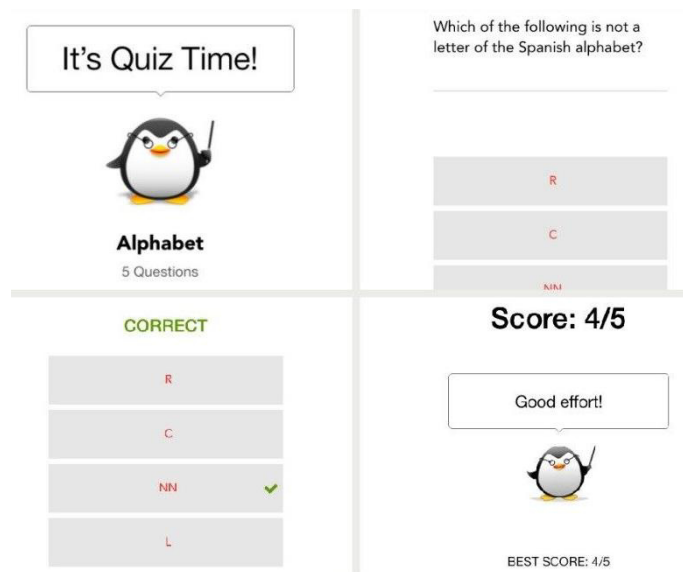 It's Quiz Time!
Alphabet
5 Questions
Which of the following is not a
letter of the Spanish alphabet?
R
C
NN
CORRECT
R
C
NN
L
Score: 4/5
Good effort!
BEST SCORE: 4/5